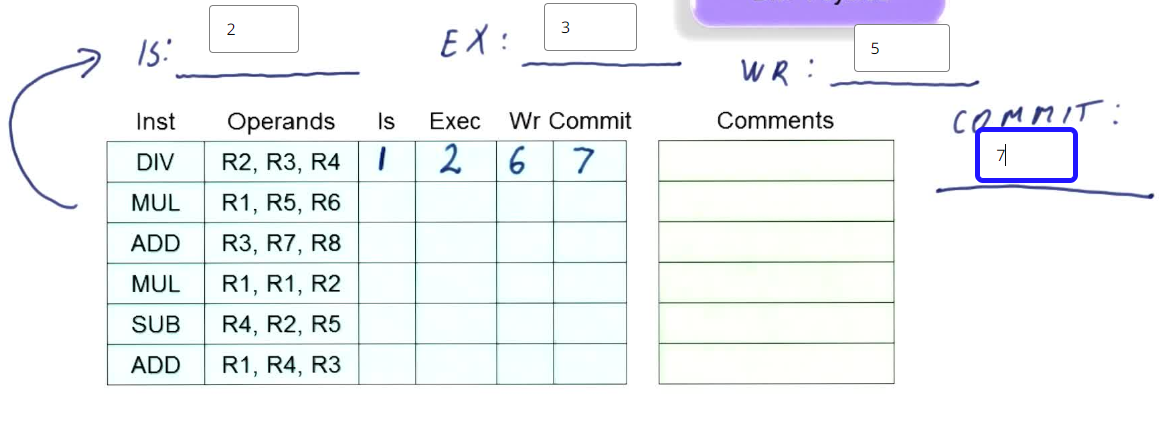 IS: 2
EX: 3
WR: 5
COMMIT: 7
Inst Operands Is Exec Wr Commit Comments
DIV R2, R3, R4 1 2 6 7
MUL R1, R5, R6
ADD R3, R7, R8
MUL R1, R1, R2
SUB R4, R2, R5
ADD R1, R4, R3